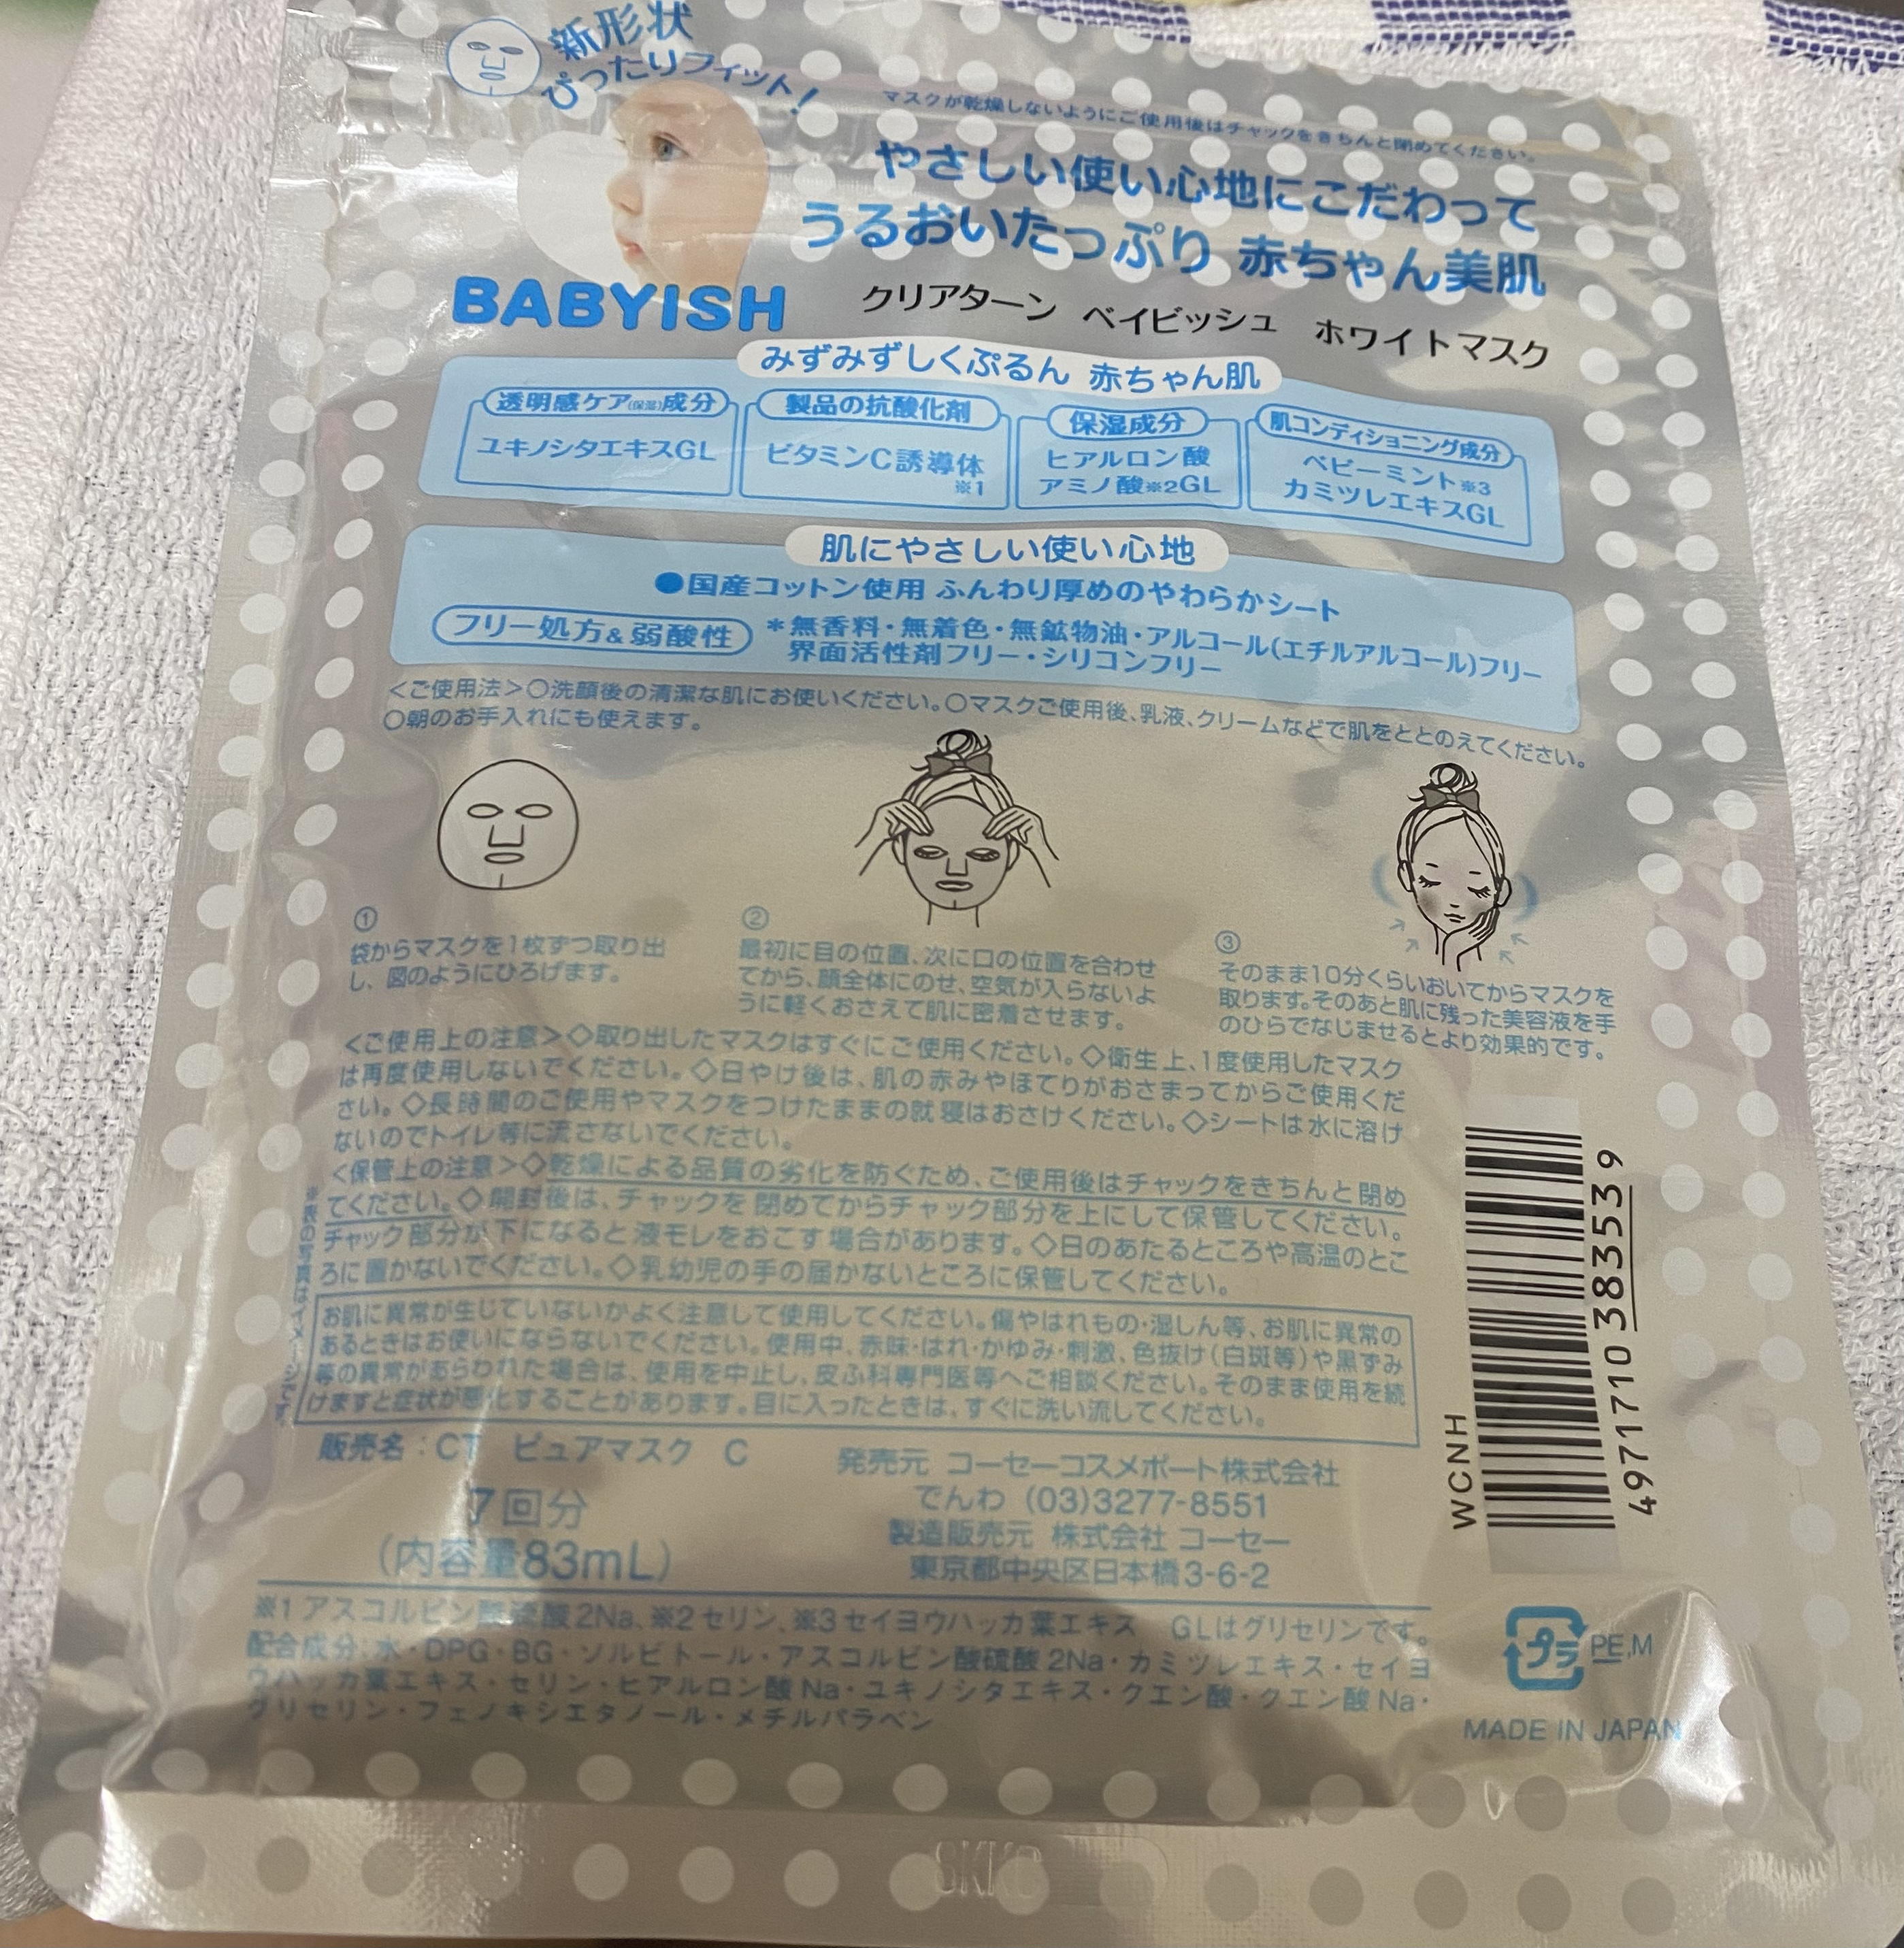 新形状
ぴったりフィット!
マスクが乾燥しないようにご使用後はチャックをきちんと閉めてください。
やさしい使い心地にこだわって
うるおいたっぷり 赤ちゃん美肌
BABYISH
クリアターン ベイビッシュ ホワイトマスク
みずみずしくぷるん 赤ちゃん肌
透明感ケア(保湿)成分
ユキノシタエキスGL
製品の抗酸化剤
ビタミンC誘導体
※1
保湿成分
ヒアルロン酸
アミノ酸※2GL
肌コンディショニング成分
ベビーミント※3
カミツレエキスGL
肌にやさしい使い心地
●国産コットン使用 ふんわり厚めのやわらかシート
フリー処方&弱酸性
*無香料・無着色・無鉱物油・アルコール(エチルアルコール)フリー
界面活性剤フリー・シリコンフリー
<ご使用法>○洗顔後の清潔な肌にお使いください。○マスクご使用後、乳液、クリームなどで肌をととのえてください。
○朝のお手入れにも使えます。
①
袋からマスクを1枚ずつ取り出
し、図のようにひろげます。
②
最初に目の位置、次に口の位置を合わせ
てから、顔全体にのせ、空気が入らないよ
うに軽くおさえて肌に密着させます。
③
そのまま10分くらいおいてからマスクを
取ります。そのあと肌に残った美容液を手
のひらでなじませるとより効果的です。
<ご使用上の注意>◇取り出したマスクはすぐにご使用ください。◇衛生上、1度使用したマスク
は再度使用しないでください。◇日やけ後は、肌の赤みやほてりがおさまってからご使用くだ
さい。◇長時間のご使用やマスクをつけたままの就寝はおさけください。◇シートは水に溶け
ないのでトイレ等に流さないでください。
<保管上の注意>◇乾燥による品質の劣化を防ぐため、ご使用後はチャックをきちんと閉め
てください。◇開封後は、チャックを閉めてからチャック部分を上にして保管してください。
チャック部分が下になると液モレをおこす場合があります。◇日のあたるところや高温のとこ
ろに置かないでください。◇乳幼児の手の届かないところに保管してください。
※表の写真はイメージです。
お肌に異常が生じていないかよく注意して使用してください。傷やはれもの・湿しん等、お肌に異常の
あるときはお使いにならないでください。使用中、赤味・はれ・かゆみ・刺激、色抜け(白斑等)や黒ずみ
等の異常があらわれた場合は、使用を中止し、皮ふ科専門医等へご相談ください。そのまま使用を続
けますと症状が悪化することがあります。目に入ったときは、すぐに洗い流してください。
販売名:CT ピュアマスク C
7回分
(内容量83mL)
発売元 コーセーコスメポート株式会社
でんわ (03)3277-8551
製造販売元 株式会社 コーセー
東京都中央区日本橋3-6-2
WCNH
4971710383539
※1アスコルビン酸硫酸2Na、※2セリン、※3セイヨウハッカ葉エキス GLはグリセリンです。
配合成分:水・DPG・BG・ソルビトール・アスコルビン酸硫酸2Na・カミツレエキス・セイヨ
ウハッカ葉エキス・セリン・ヒアルロン酸Na・ユキノシタエキス・クエン酸・クエン酸Na・
グリセリン・フェノキシエタノール・メチルパラベン
プラ
PE,M
MADE IN JAPAN